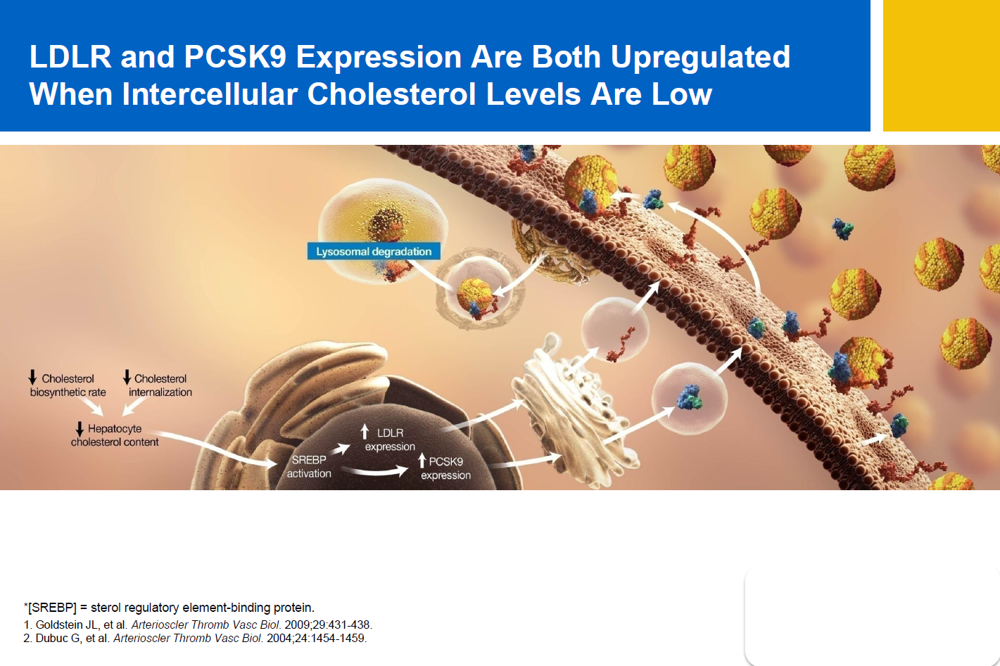 LDLR and PCSK9 Expression Are Both Upregulated
When Intercellular Cholesterol Levels Are Low
Lysosomal degradation
Cholesterol
biosynthetic rate
Cholesterol
internalization
Hepatocyte
cholesterol content
SREBP
activation
LDLR
expression
PCSK9
expression
*[SREBP] = sterol regulatory element-binding protein.
1. Goldstein JL, et al. Arterioscler Thromb Vasc Biol. 2009;29:431-438.
2. Dubuc G, et al. Arterioscler Thromb Vasc Biol. 2004;24:1454-1459.